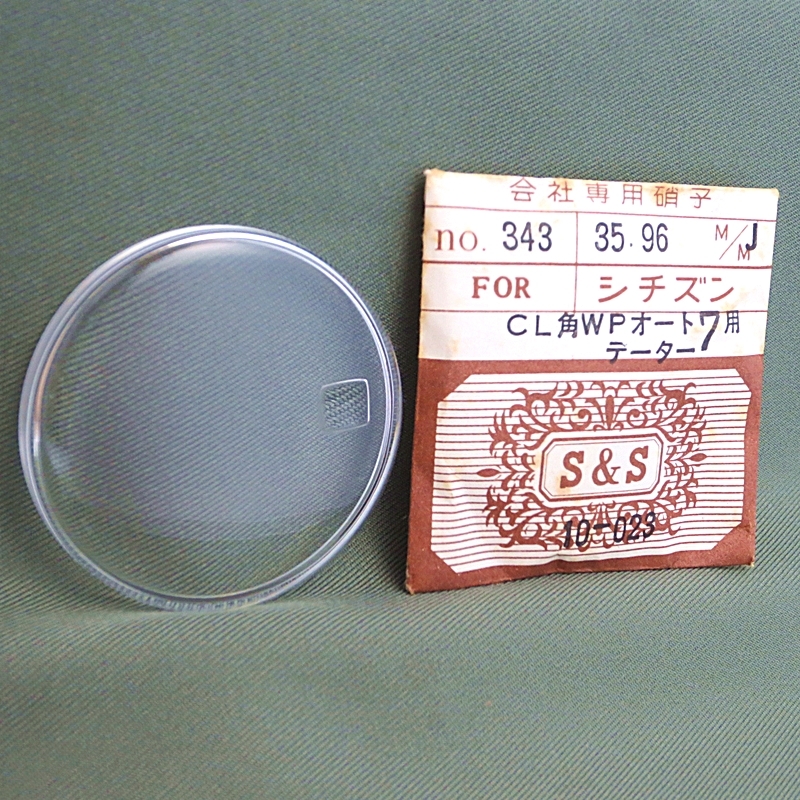 会社専用硝子
no. 343 35.96 M/M J
FOR シチズン
CL角WPオート7用
データー
S&S
10-023